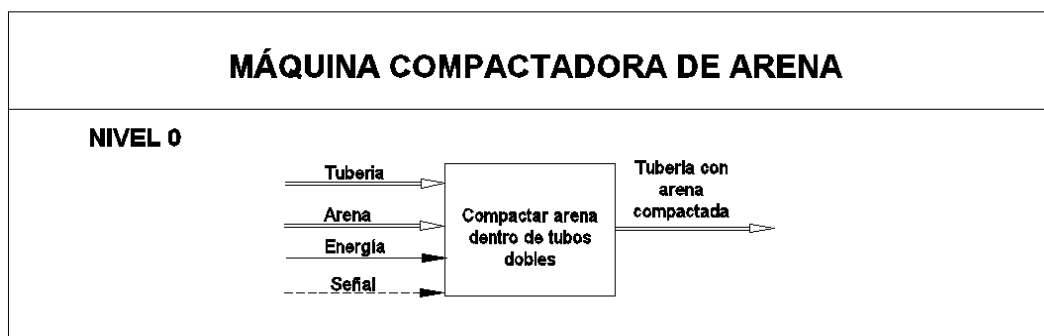 MÁQUINA COMPACTADORA DE ARENA
NIVEL 0
Tuberia
Arena
Energía
Señal
Compactar arena
dentro de tubos
dobles
Tuberia con
arena
compactada